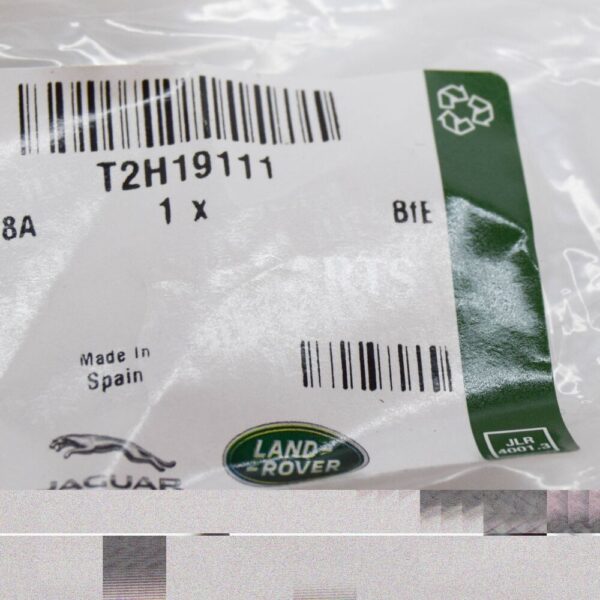 T2H19111
1 x
8A
BfE
Made In
Spain
JLR
4001.3
JAGUAR
LAND-
-ROVER